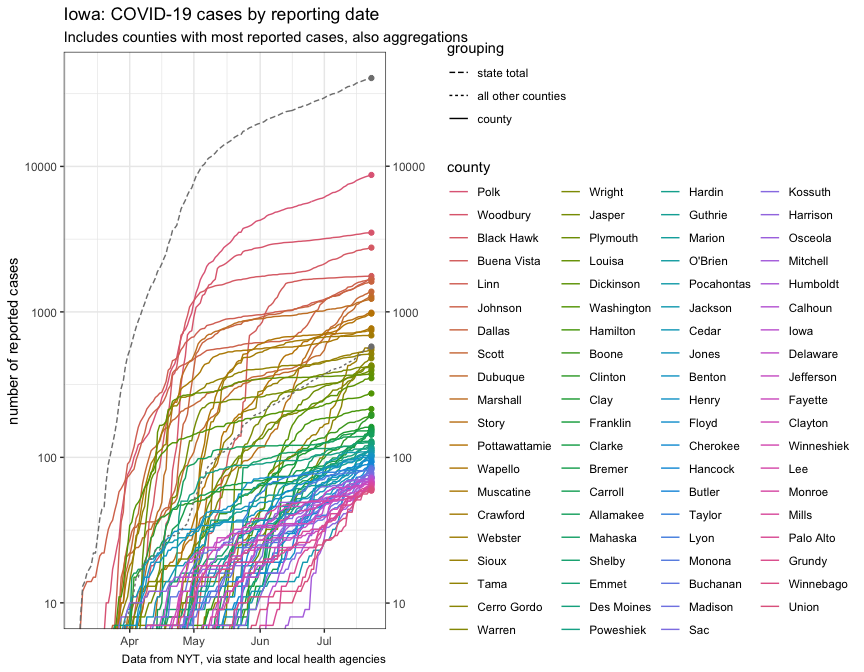 Iowa: COVID-19 cases by reporting date
Includes counties with most reported cases, also aggregations
number of reported cases
10000
1000
100
10
10000
1000
100
10
Apr
May
Jun
Jul
Data from NYT, via state and local health agencies
grouping
state total
all other counties
county
county
Polk
Woodbury
Black Hawk
Buena Vista
Linn
Johnson
Dallas
Scott
Dubuque
Marshall
Story
Pottawattamie
Wapello
Muscatine
Crawford
Webster
Sioux
Tama
Cerro Gordo
Warren
Wright
Jasper
Plymouth
Louisa
Dickinson
Washington
Hamilton
Boone
Clinton
Clay
Franklin
Clarke
Bremer
Carroll
Allamakee
Mahaska
Shelby
Emmet
Des Moines
Poweshiek
Hardin
Guthrie
Marion
O'Brien
Pocahontas
Jackson
Cedar
Jones
Benton
Henry
Floyd
Cherokee
Hancock
Butler
Taylor
Lyon
Monona
Buchanan
Madison
Sac
Kossuth
Harrison
Osceola
Mitchell
Humboldt
Calhoun
Iowa
Delaware
Jefferson
Fayette
Clayton
Winneshiek
Lee
Monroe
Mills
Palo Alto
Grundy
Winnebago
Union